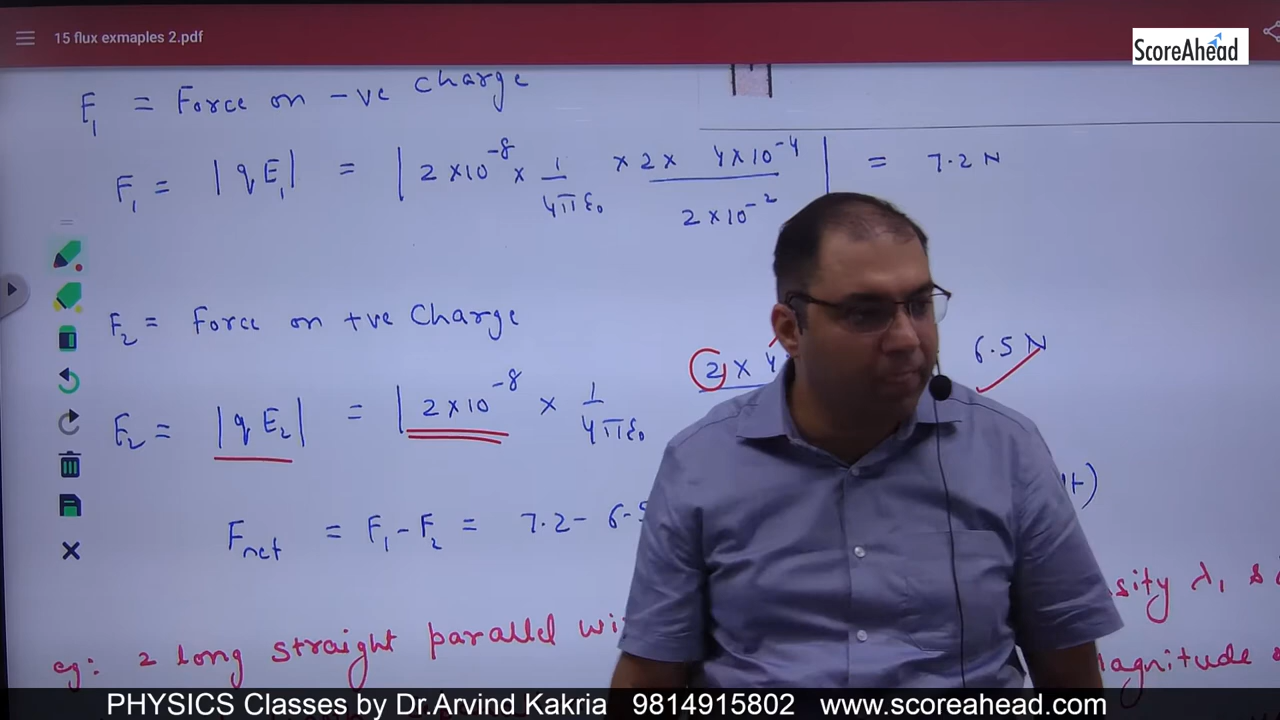 15 flux exmaples 2.pdf
ScoreAhead
F₁ = Force on -ve charge
F₁ = |qE₁| = | 2×10⁻⁸ × 1/4πε₀ × 2× 4×10⁻⁴ / 2×10⁻² | = 7.2 N
F₂ = Force on +ve Charge
F₂ = |qE₂| = | 2×10⁻⁸ × 1/4πε₀ 2 × 4 6.5 N
Fnet = F₁ - F₂ = 7.2 - 6.5
eg: 2 long straight parallel λ₁
PHYSICS Classes by Dr.Arvind Kakria 9814915802 www.scoreahead.com